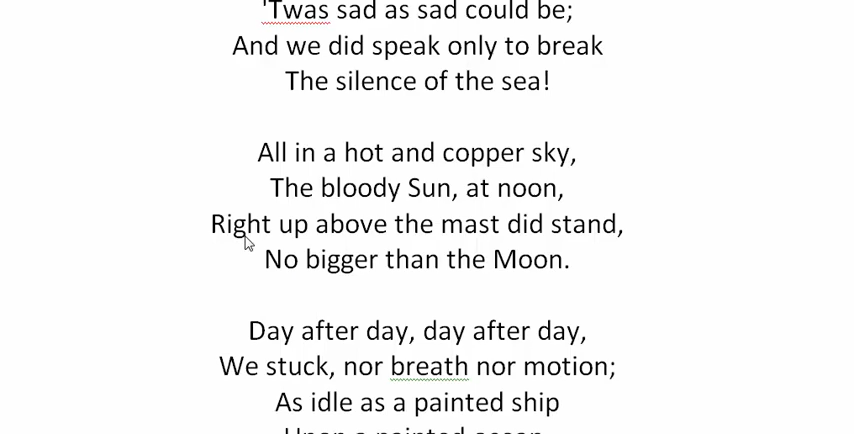 'Twas sad as sad could be;
And we did speak only to break
The silence of the sea!
All in a hot and copper sky,
The bloody Sun, at noon,
Right up above the mast did stand,
No bigger than the Moon.
Day after day, day after day,
We stuck, nor breath nor motion;
As idle as a painted ship
Upon a painted ocean